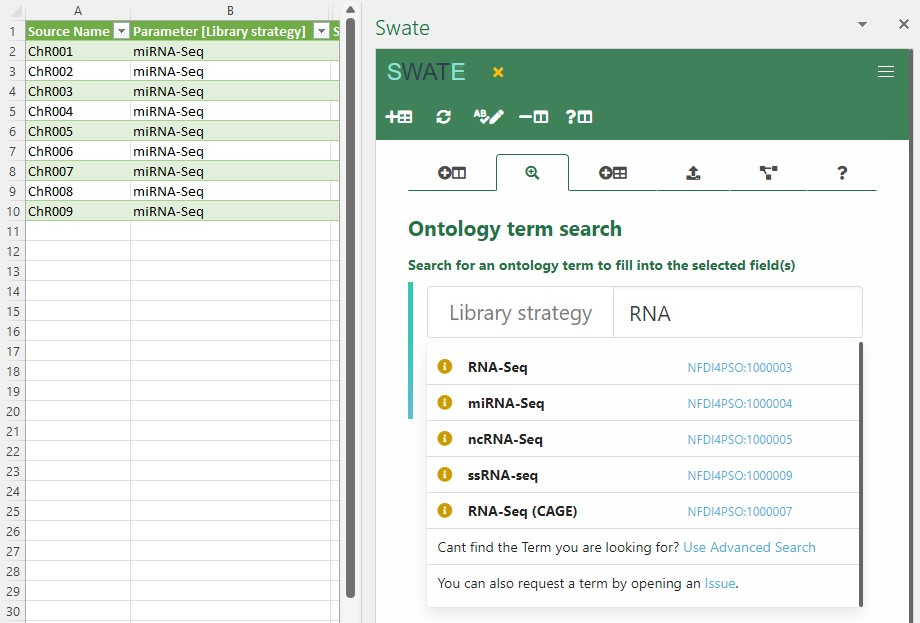 A B
1 Source Name Parameter [Library strategy] S
2 ChR001 miRNA-Seq
3 ChR002 miRNA-Seq
4 ChR003 miRNA-Seq
5 ChR004 miRNA-Seq
6 ChR005 miRNA-Seq
7 ChR006 miRNA-Seq
8 ChR007 miRNA-Seq
9 ChR008 miRNA-Seq
10 ChR009 miRNA-Seq
11
12
13
14
15
16
17
18
19
20
21
22
23
24
25
26
27
28
29
30
Swate
SWATE
AB
?
?
Ontology term search
Search for an ontology term to fill into the selected field(s)
Library strategy RNA
RNA-Seq NFDI4PSO:1000003
miRNA-Seq NFDI4PSO:1000004
ncRNA-Seq NFDI4PSO:1000005
ssRNA-seq NFDI4PSO:1000009
RNA-Seq (CAGE) NFDI4PSO:1000007
Cant find the Term you are looking for? Use Advanced Search
You can also request a term by opening an Issue.